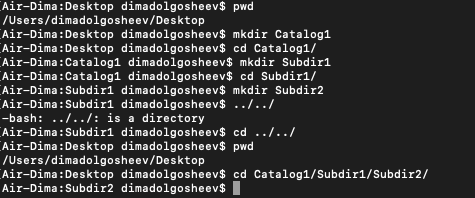 [Air-Dima:Desktop dimadolgosheev$ pwd
/Users/dimadolgosheev/Desktop
[Air-Dima:Desktop dimadolgosheev$ mkdir Catalog1
[Air-Dima:Desktop dimadolgosheev$ cd Catalog1/
[Air-Dima:Catalog1 dimadolgosheev$ mkdir Subdir1
[Air-Dima:Catalog1 dimadolgosheev$ cd Subdir1/
[Air-Dima:Subdir1 dimadolgosheev$ mkdir Subdir2
[Air-Dima:Subdir1 dimadolgosheev$ ../../
-bash: ../../: is a directory
[Air-Dima:Subdir1 dimadolgosheev$ cd ../../
[Air-Dima:Desktop dimadolgosheev$ pwd
/Users/dimadolgosheev/Desktop
[Air-Dima:Desktop dimadolgosheev$ cd Catalog1/Subdir1/Subdir2/
Air-Dima:Subdir2 dimadolgosheev$